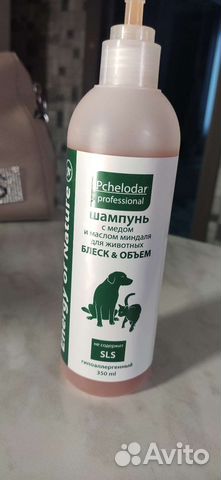 Energy of Nature
Pchelodar
professional
шампунь
с медом
и маслом миндаля
для животных
БЛЕСК & ОБЪЕМ
не содержит
SLS
гипоаллергенный
350 ml
Avito